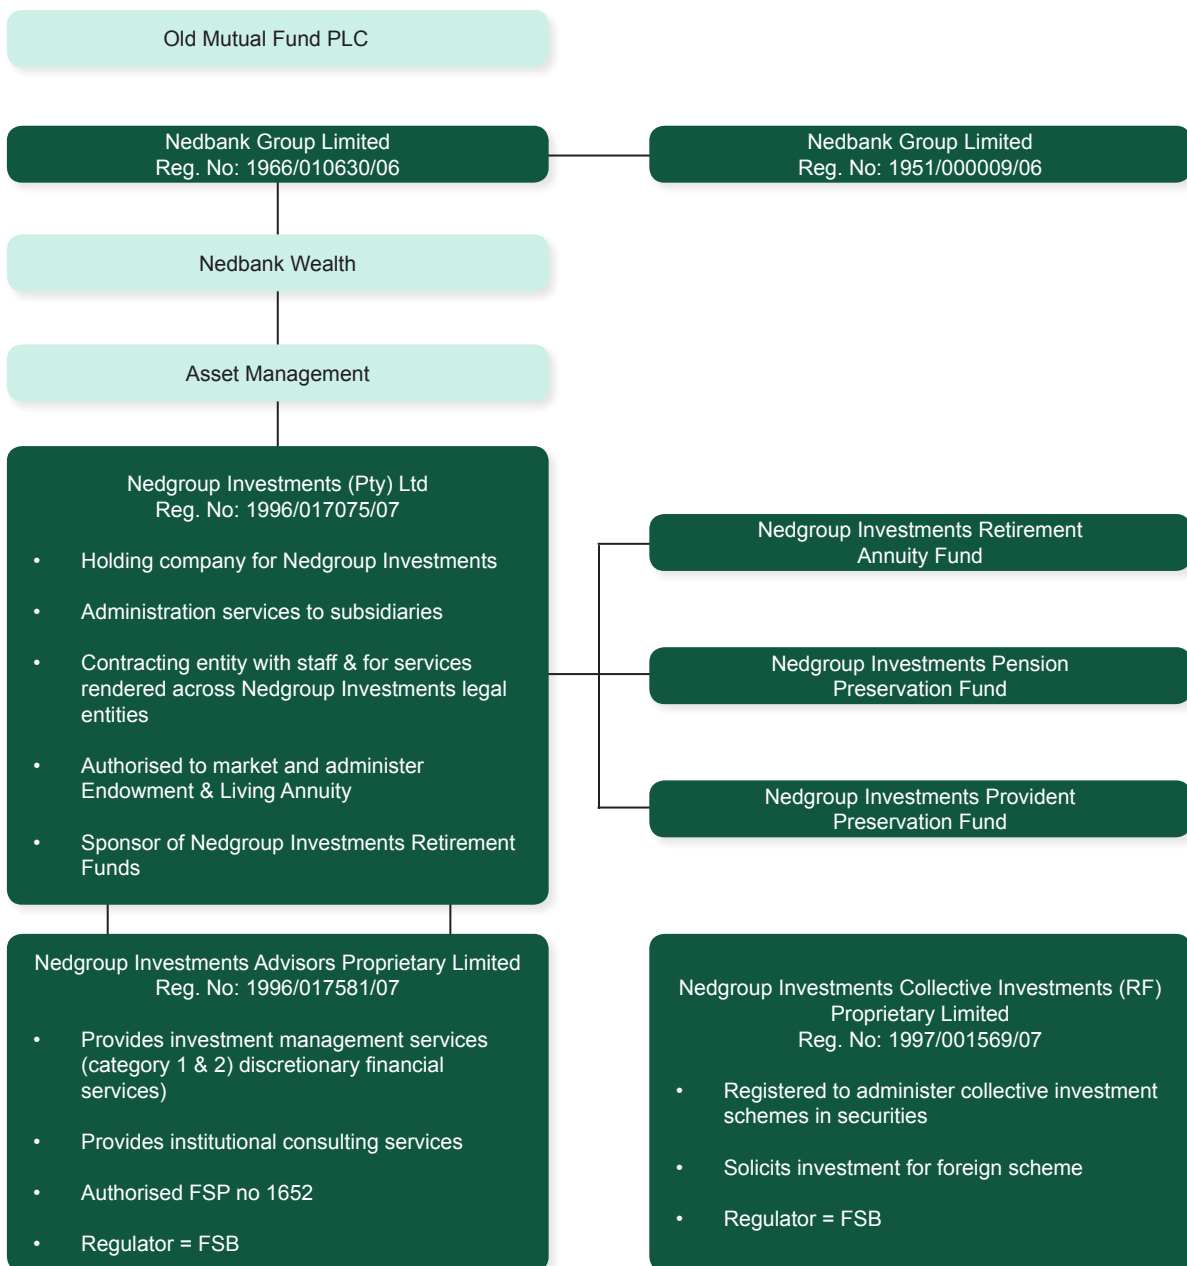 Old Mutual Fund PLC
Nedbank Group Limited
Reg. No: 1966/010630/06
Nedbank Group Limited
Reg. No: 1951/000009/06
Nedbank Wealth
Asset Management
Nedgroup Investments (Pty) Ltd
Reg. No: 1996/017075/07
• Holding company for Nedgroup Investments
• Administration services to subsidiaries
• Contracting entity with staff & for services
rendered across Nedgroup Investments legal
entities
• Authorised to market and administer
Endowment & Living Annuity
• Sponsor of Nedgroup Investments Retirement
Funds
Nedgroup Investments Retirement
Annuity Fund
Nedgroup Investments Pension
Preservation Fund
Nedgroup Investments Provident
Preservation Fund
Nedgroup Investments Advisors Proprietary Limited
Reg. No: 1996/017581/07
• Provides investment management services
(category 1 & 2) discretionary financial
services)
• Provides institutional consulting services
• Authorised FSP no 1652
• Regulator = FSB
Nedgroup Investments Collective Investments (RF)
Proprietary Limited
Reg. No: 1997/001569/07
• Registered to administer collective investment
schemes in securities
• Solicits investment for foreign scheme
• Regulator = FSB